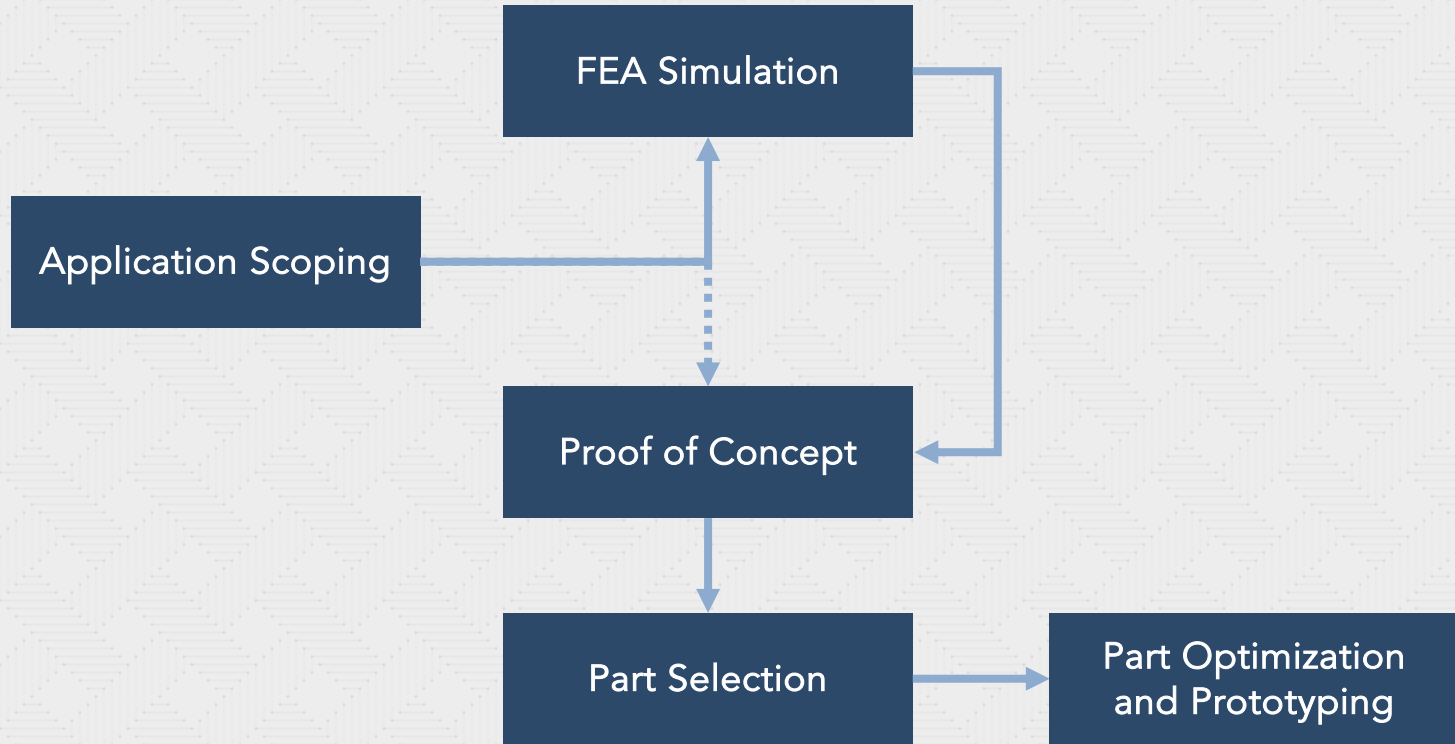 FEA Simulation
Application Scoping
Proof of Concept
Part Selection
Part Optimization
and Prototyping